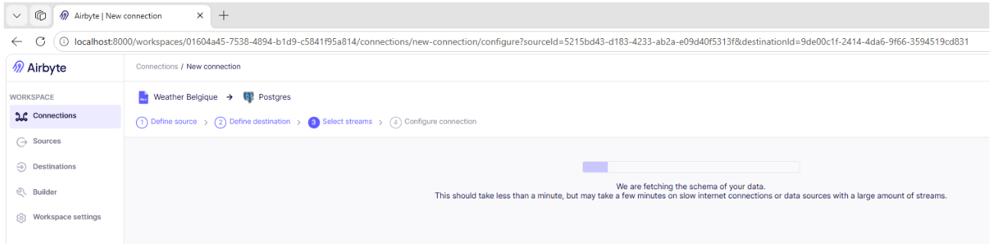 Airbyte | New connection
localhost:8000/workspaces/01604a45-7538-4894-b1d9-c5841f95a814/connections/new-connection/configure?sourceId=5215bd43-d183-4233-ab2a-e09d40f5313f&destinationId=9de00c1f-2414-4da6-9f66-3594519cd831
Airbyte
Connections / New connection
WORKSPACE
Weather Belgique → Postgres
Connections
1 Define source > 2 Define destination > 3 Select streams > 4 Configure connection
Sources
Destinations
Builder
Workspace settings
We are fetching the schema of your data.
This should take less than a minute, but may take a few minutes on slow internet connections or data sources with a large amount of streams.